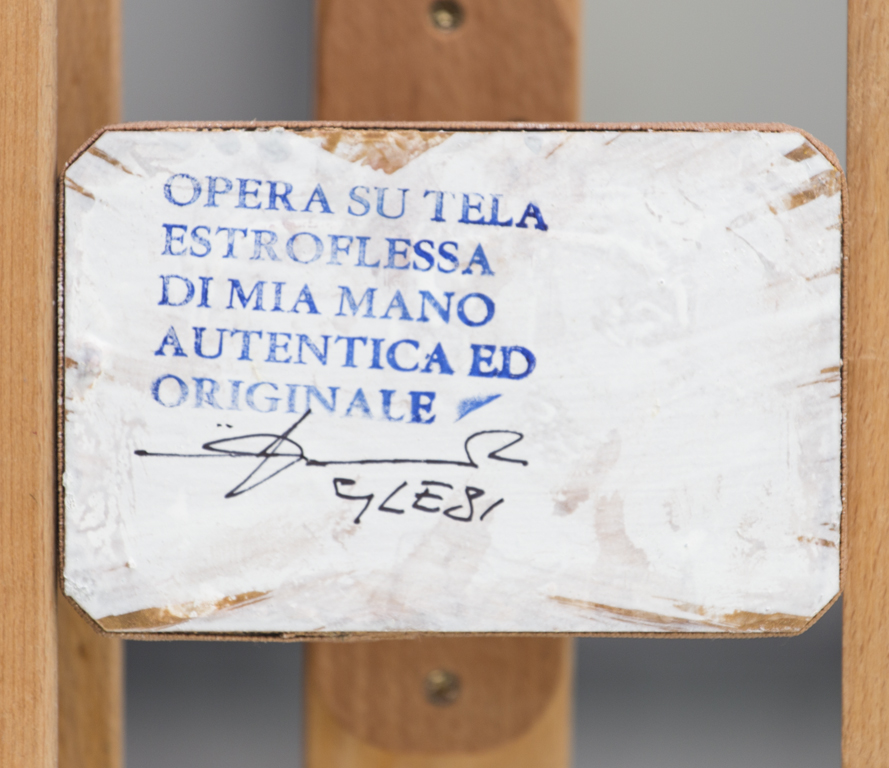 OPERA SU TELA
ESTROFLESSA
DI MIA MANO
AUTENTICA ED
ORIGINALE